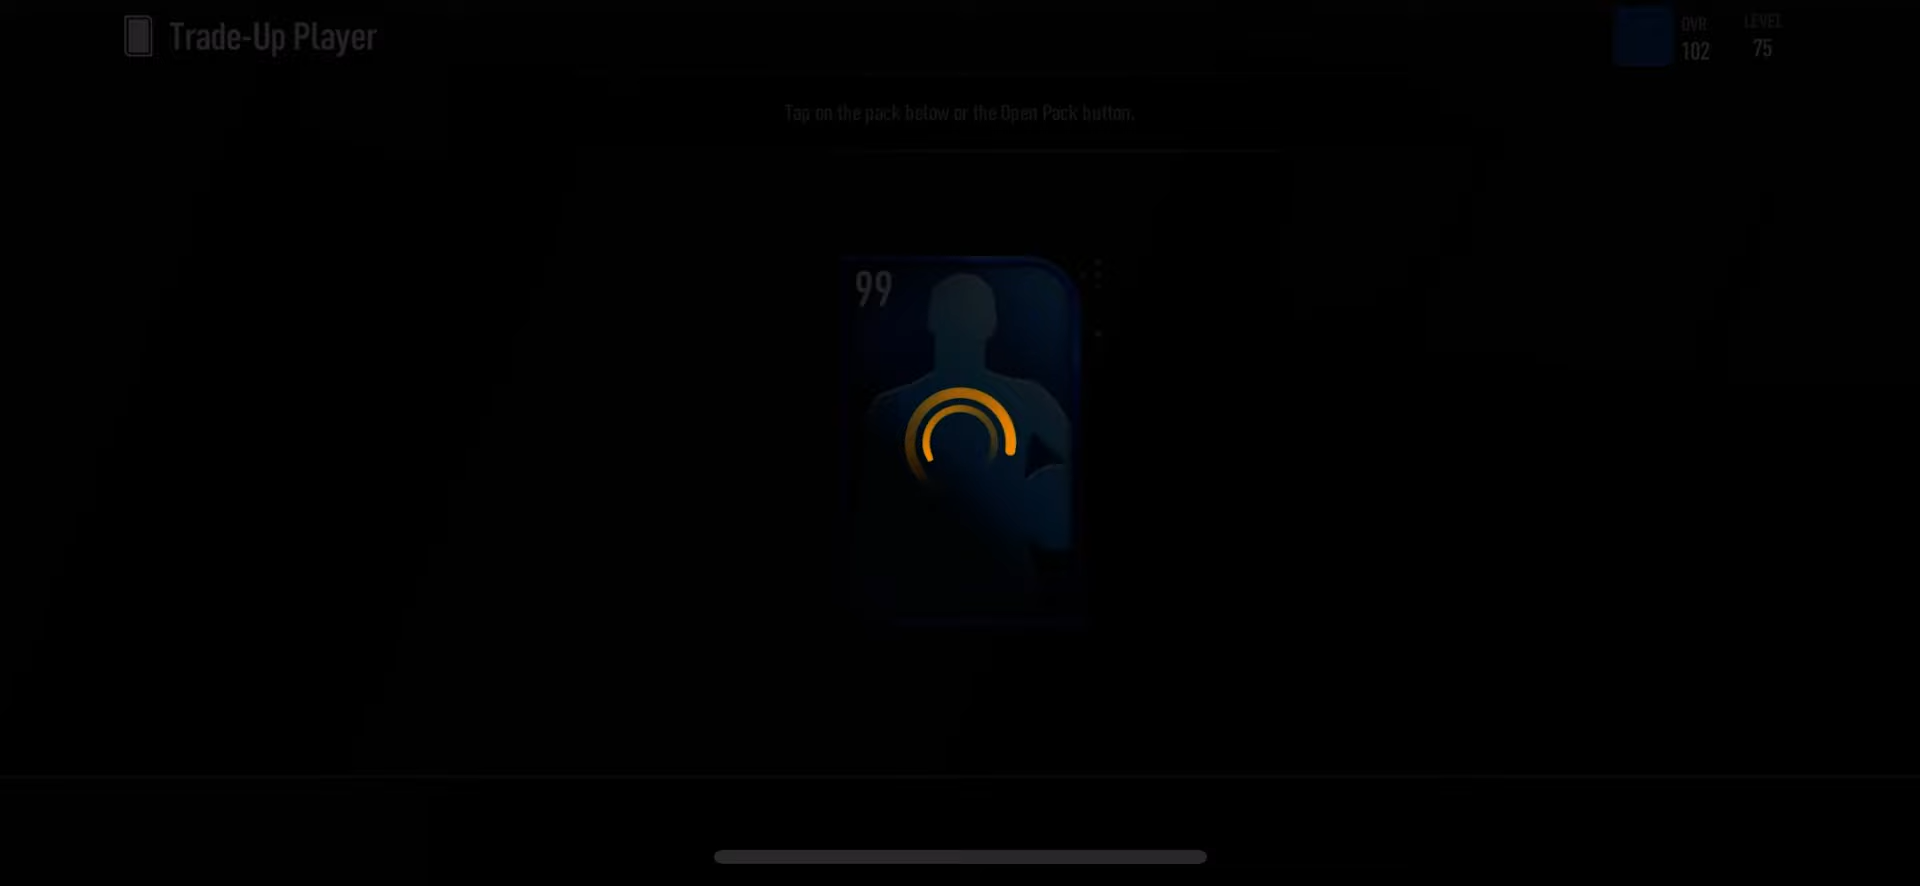 Trade-Up Player
OVR
LEVEL
102
75
Tap on the pack below or the Open Pack button.
99